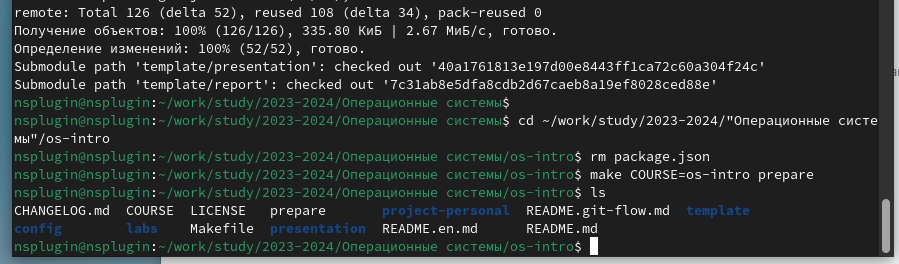 remote: Total 126 (delta 52), reused 108 (delta 34), pack-reused 0
Получение объектов: 100% (126/126), 335.80 КиБ | 2.67 МиБ/с, готово.
Определение изменений: 100% (52/52), готово.
Submodule path 'template/presentation': checked out '40a1761813e197d00e8443ff1ca72c60a304f24c'
Submodule path 'template/report': checked out '7c31ab8e5dfa8cdb2d67caeb8a19ef8028ced88e'
nsplugin@nsplugin:~/work/study/2023-2024/Операционные системы$
nsplugin@nsplugin:~/work/study/2023-2024/Операционные системы$ cd ~/work/study/2023-2024/"Операционные систе
мы"/os-intro
nsplugin@nsplugin:~/work/study/2023-2024/Операционные системы/os-intro$ rm package.json
nsplugin@nsplugin:~/work/study/2023-2024/Операционные системы/os-intro$ make COURSE=os-intro prepare
nsplugin@nsplugin:~/work/study/2023-2024/Операционные системы/os-intro$ ls
CHANGELOG.md COURSE LICENSE prepare project-personal README.git-flow.md template
config labs Makefile presentation README.en.md README.md
nsplugin@nsplugin:~/work/study/2023-2024/Операционные системы/os-intro$